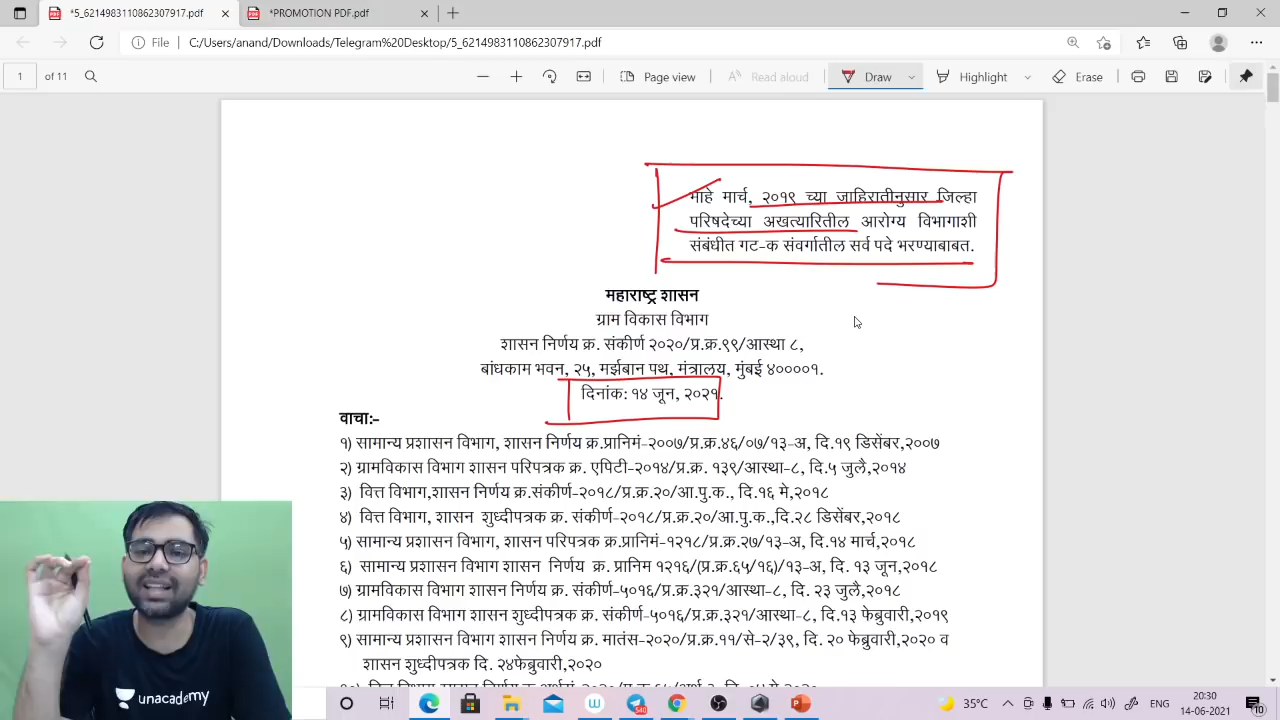 *5_6214983110862307917.pdf
*PROMOTION PDF.pdf
File
C:/Users/anand/Downloads/Telegram%20Desktop/5_6214983110862307917.pdf
1 of 11
Page view
Read aloud
Draw
Highlight
Erase
माहे मार्च, २०१९ च्या जाहिरातीनुसार जिल्हा
परिषदेच्या अखत्यारितील आरोग्य विभागाशी
संबंधीत गट-क संवर्गातील सर्व पदे भरण्याबाबत.
महाराष्ट्र शासन
ग्राम विकास विभाग
शासन निर्णय क्र. संकीर्ण २०२०/प्र.क्र.९९/आस्था ८,
बांधकाम भवन, २५, मर्झबान पथ, मंत्रालय, मुंबई ४००००१.
दिनांक: १४ जून, २०२१.
वाचा:-
१) सामान्य प्रशासन विभाग, शासन निर्णय क्र.प्रानिमं-२००७/प्र.क्र.४६/०७/१३-अ, दि.१९ डिसेंबर,२००७
२) ग्रामविकास विभाग शासन परिपत्रक क्र. एपिटी-२०१४/प्र.क्र. १३९/आस्था-८, दि.५ जुलै,२०१४
३) वित्त विभाग,शासन निर्णय क्र.संकीर्ण-२०१८/प्र.क्र.२०/आ.पु.क., दि.१६ मे,२०१८
४) वित्त विभाग, शासन शुध्दीपत्रक क्र. संकीर्ण-२०१८/प्र.क्र.२०/आ.पु.क.,दि.२८ डिसेंबर,२०१८
५) सामान्य प्रशासन विभाग, शासन परिपत्रक क्र.प्रानिमं-१२१८/प्र.क्र.२७/१३-अ, दि.१४ मार्च,२०१८
६) सामान्य प्रशासन विभाग शासन निर्णय क्र. प्रानिम १२१६/(प्र.क्र.६५/१६)/१३-अ, दि. १३ जून,२०१८
७) ग्रामविकास विभाग शासन निर्णय क्र. संकीर्ण-५०१६/प्र.क्र.३२१/आस्था-८, दि. २३ जुलै,२०१८
८) ग्रामविकास विभाग शासन शुध्दीपत्रक क्र. संकीर्ण-५०१६/प्र.क्र.३२१/आस्था-८, दि.१३ फेब्रुवारी,२०१९
९) सामान्य प्रशासन विभाग शासन निर्णय क्र. मातंस-२०२०/प्र.क्र.११/से-२/३९, दि. २० फेब्रुवारी,२०२० व
शासन शुध्दीपत्रक दि. २४फेब्रुवारी,२०२०
unacademy
540
35°C
20:30
14-06-2021
10